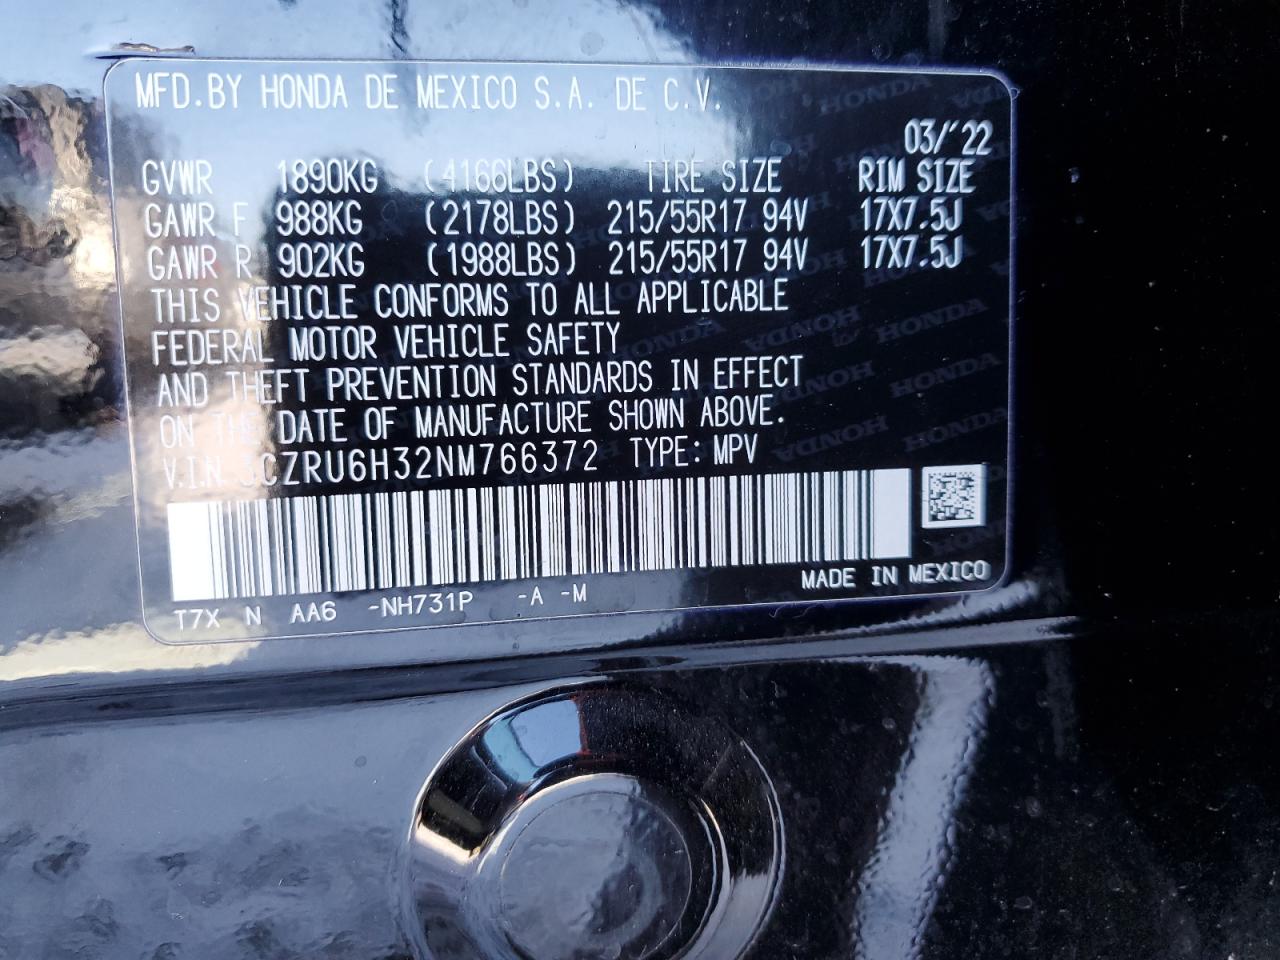 MFD.BY HONDA DE MEXICO S.A. DE C.V.
03/'22
GVWR 1890KG (4166LBS) TIRE SIZE RIM SIZE
GAWR F 988KG (2178LBS) 215/55R17 94V 17X7.5J
GAWR R 902KG (1988LBS) 215/55R17 94V 17X7.5J
THIS VEHICLE CONFORMS TO ALL APPLICABLE
FEDERAL MOTOR VEHICLE SAFETY
AND THEFT PREVENTION STANDARDS IN EFFECT
ON THE DATE OF MANUFACTURE SHOWN ABOVE.
V.I.N 3CZRU6H32NM766372 TYPE: MPV
MADE IN MEXICO
T7X N AA6 -NH731P -A -M